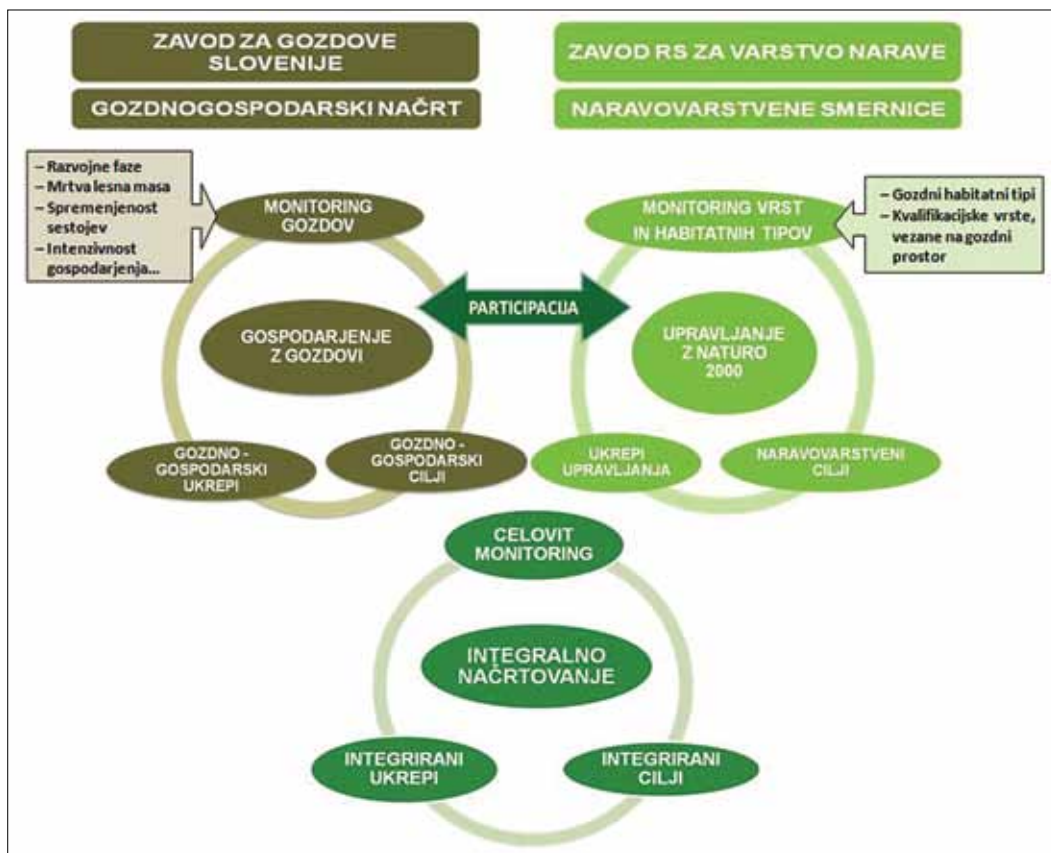 ZAVOD ZA GOZDOVE
SLOVENIJE
GOZDNOGOSPODARSKI NAČRT
ZAVOD RS ZA VARSTVO NARAVE
NARAVOVARSTVENE SMERNICE
– Razvojne faze
– Mrtva lesna masa
– Spremenjenost
sestojev
– Intenzivnost
gospodarjenja...
MONITORING
GOZDOV
MONITORING VRST
IN HABITATNIH TIPOV
– Gozdni habitatni tipi
– Kvalifikacijske vrste,
vezane na gozdni
prostor
PARTICIPACIJA
GOSPODARJENJE
Z GOZDOVI
UPRAVLJANJE
Z NATURO
2000
GOZDNO -
GOSPODARSKI
UKREPI
GOZDNO -
GOSPODARSKI
CILJI
UKREPI
UPRAVLJANJA
NARAVOVARSTVENI
CILJI
CELOVIT
MONITORING
INTEGRALNO
NAČRTOVANJE
INTEGRIRANI
UKREPI
INTEGRIRANI
CILJI